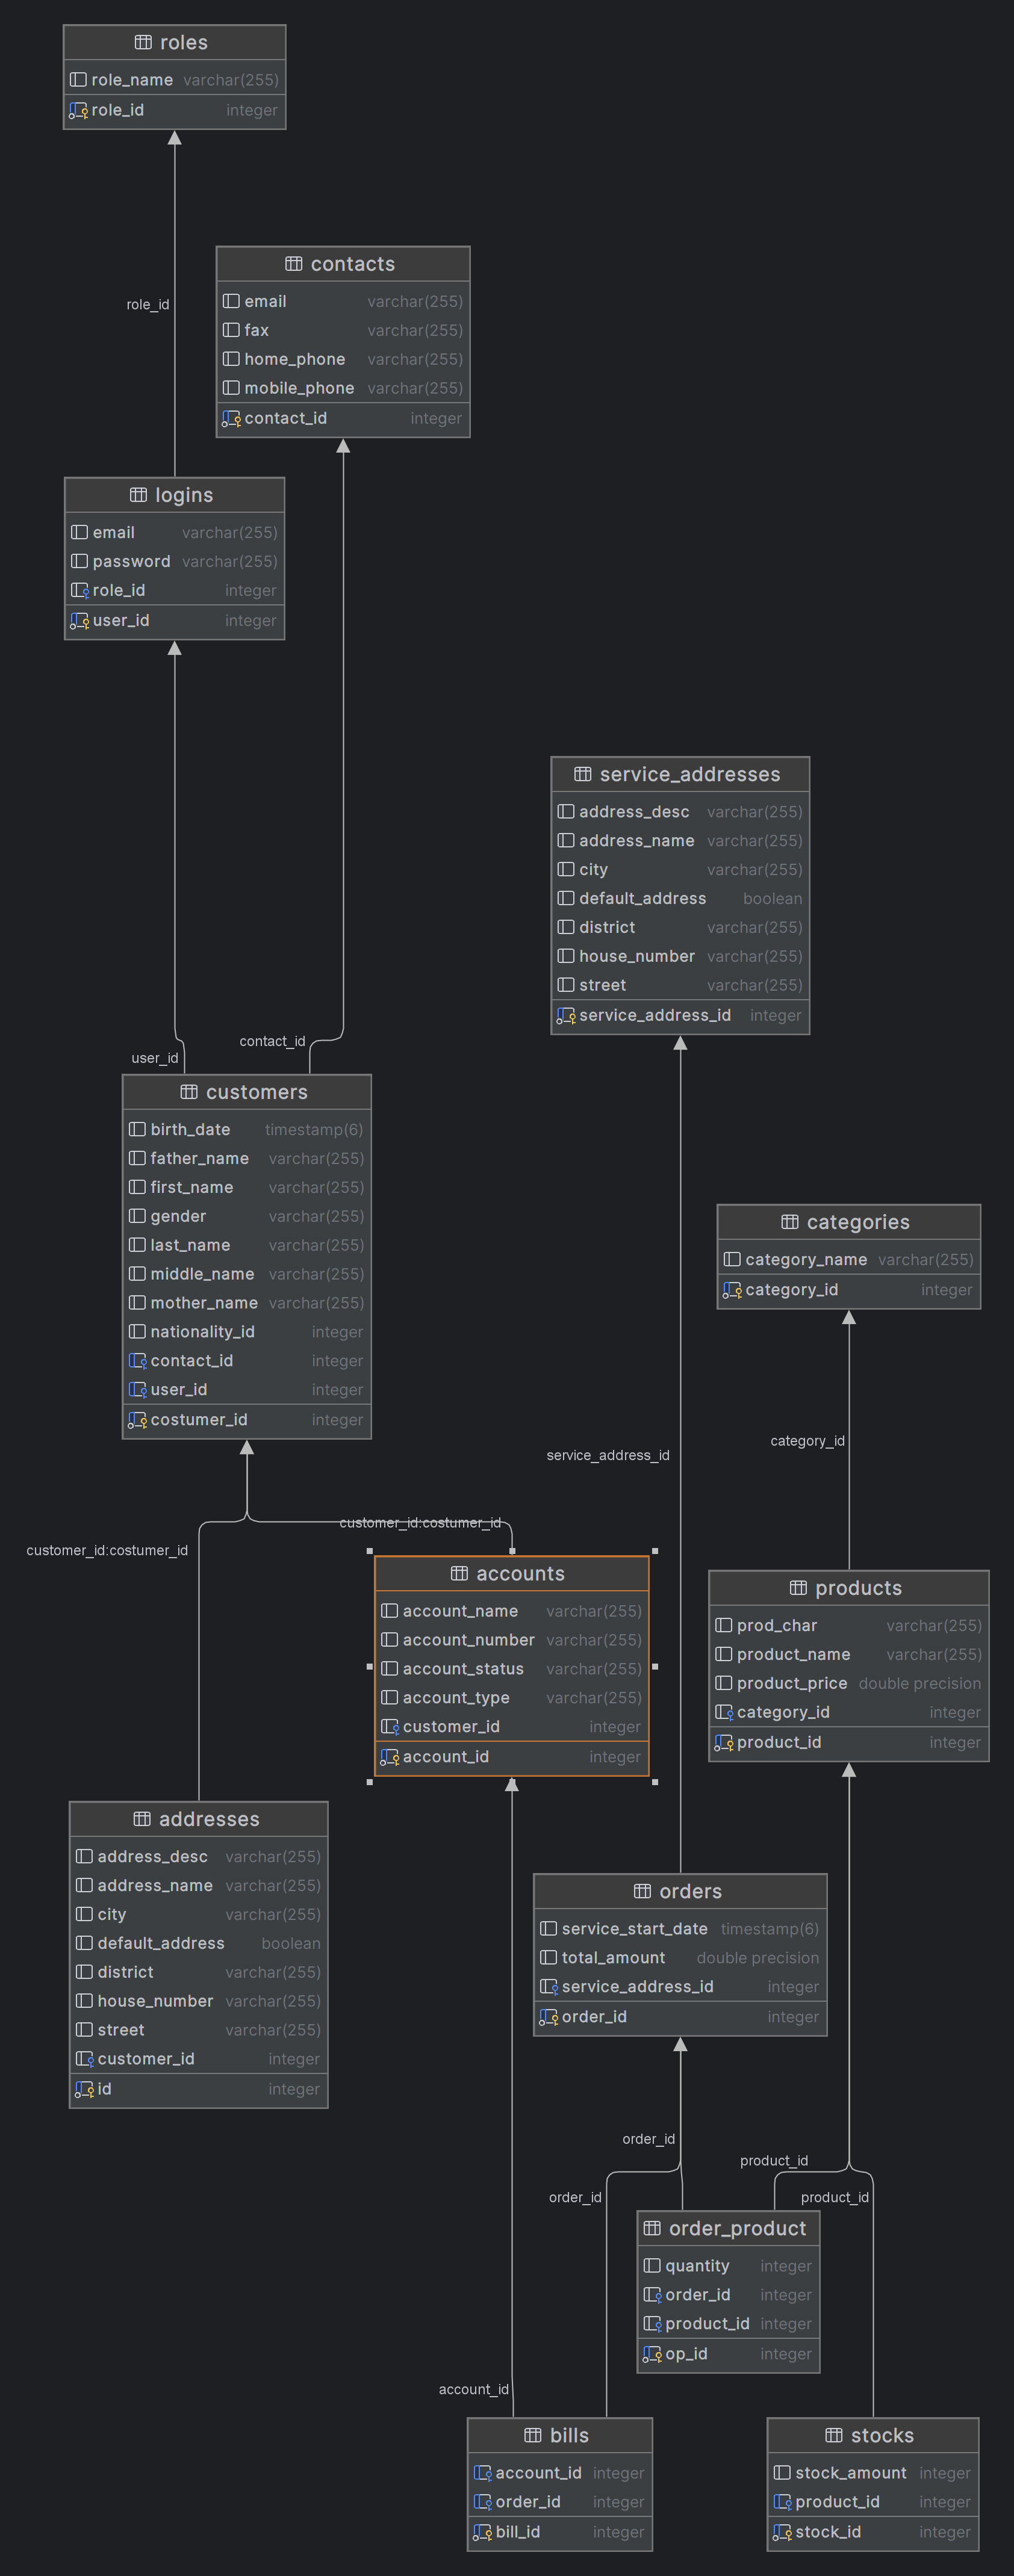 roles
role_name varchar(255)
role_id integer
role_id
contacts
email varchar(255)
fax varchar(255)
home_phone varchar(255)
mobile_phone varchar(255)
contact_id integer
logins
email varchar(255)
password varchar(255)
role_id integer
user_id integer
user_id
contact_id
service_addresses
address_desc varchar(255)
address_name varchar(255)
city varchar(255)
default_address boolean
district varchar(255)
house_number varchar(255)
street varchar(255)
service_address_id integer
customers
birth_date timestamp(6)
father_name varchar(255)
first_name varchar(255)
gender varchar(255)
last_name varchar(255)
middle_name varchar(255)
mother_name varchar(255)
nationality_id integer
contact_id integer
user_id integer
costumer_id integer
categories
category_name varchar(255)
category_id integer
category_id
service_address_id
customer_id:costumer_id
customer_id:costumer_id
accounts
account_name varchar(255)
account_number varchar(255)
account_status varchar(255)
account_type varchar(255)
customer_id integer
account_id integer
products
prod_char varchar(255)
product_name varchar(255)
product_price double precision
category_id integer
product_id integer
addresses
address_desc varchar(255)
address_name varchar(255)
city varchar(255)
default_address boolean
district varchar(255)
house_number varchar(255)
street varchar(255)
customer_id integer
id integer
orders
service_start_date timestamp(6)
total_amount double precision
service_address_id integer
order_id integer
order_id
product_id
order_id
product_id
order_product
quantity integer
order_id integer
product_id integer
op_id integer
account_id
bills
account_id integer
order_id integer
bill_id integer
stocks
stock_amount integer
product_id integer
stock_id integer